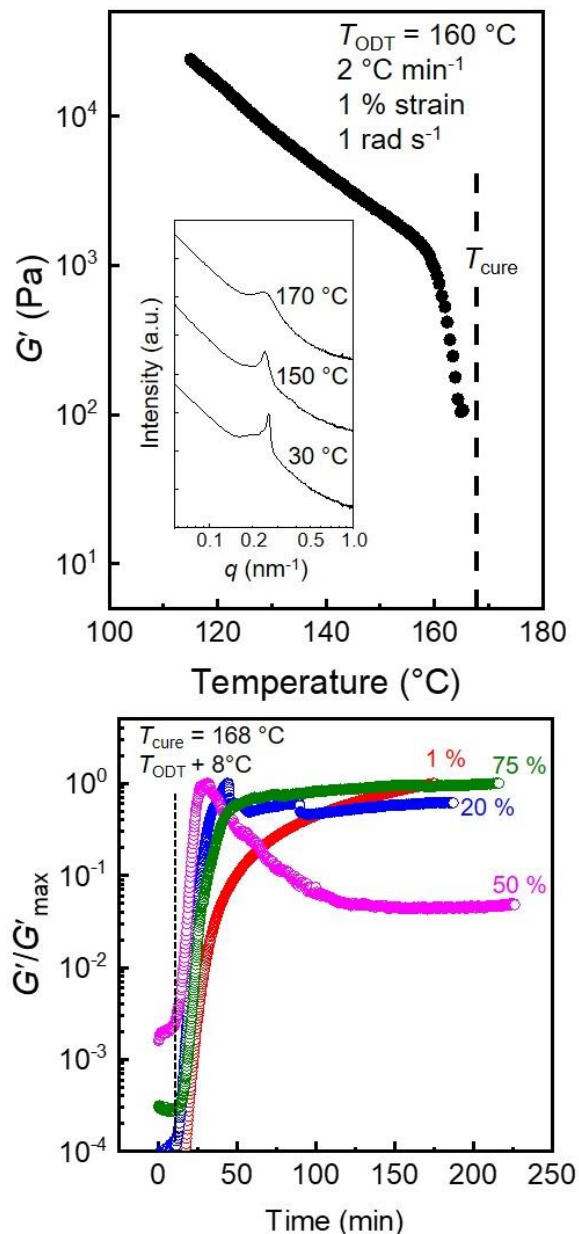 T_ODT = 160 °C
2 °C min⁻¹
1 % strain
1 rad s⁻¹
10⁴
10³
10²
10¹
G′ (Pa)
T_cure
170 °C
150 °C
30 °C
Intensity (a.u.)
0.1 0.2 0.5 1.0
q (nm⁻¹)
100 120 140 160 180
Temperature (°C)
T_cure = 168 °C
T_ODT + 8°C
1 %
75 %
20 %
50 %
10⁰
10⁻¹
10⁻²
10⁻³
10⁻⁴
G′/G′_max
0 50 100 150 200 250
Time (min)